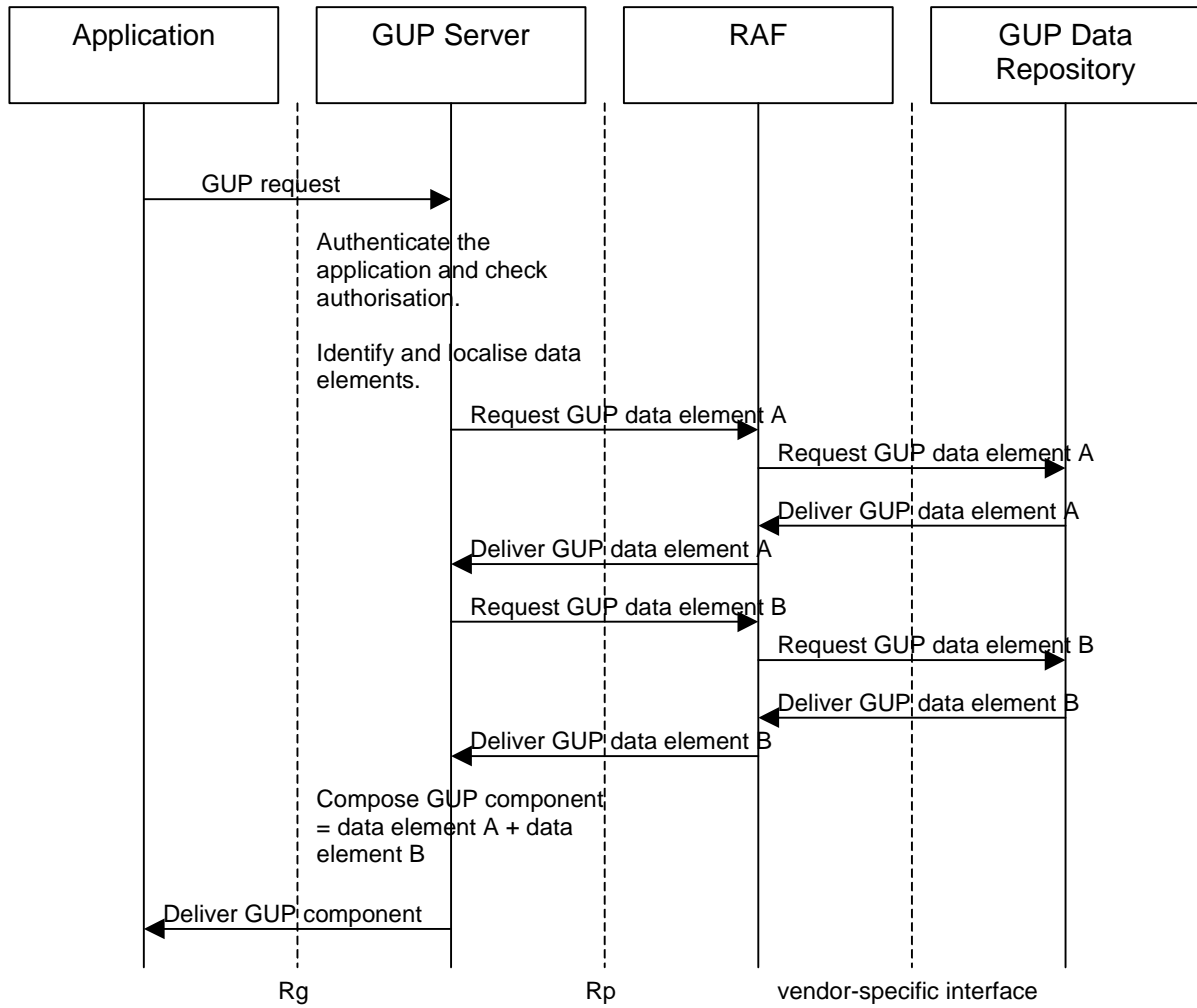 Application
GUP Server
RAF
GUP Data
Repository
GUP request
Authenticate the
application and check
authorisation.
Identify and localise data
elements.
Request GUP data element A
Request GUP data element A
Deliver GUP data element A
Deliver GUP data element A
Request GUP data element B
Request GUP data element B
Deliver GUP data element B
Deliver GUP data element B
Compose GUP component
= data element A + data
element B
Deliver GUP component
Rg
Rp
vendor-specific interface